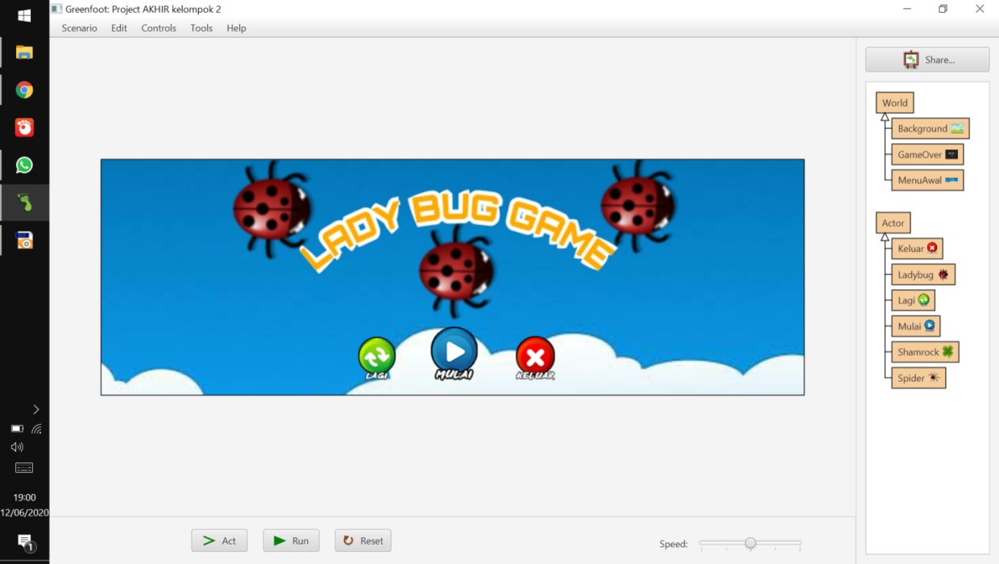 Greenfoot: Project AKHIR kelompok 2
Scenario Edit Controls Tools Help
Share...
World
Background
GameOver
MenuAwal
Actor
Keluar
Ladybug
Lagi
Mulai
Shamrock
Spider
LADY BUG GAME
LAGI MULAI KELUAR
19:00
12/06/2020
1
Act Run Reset Speed: